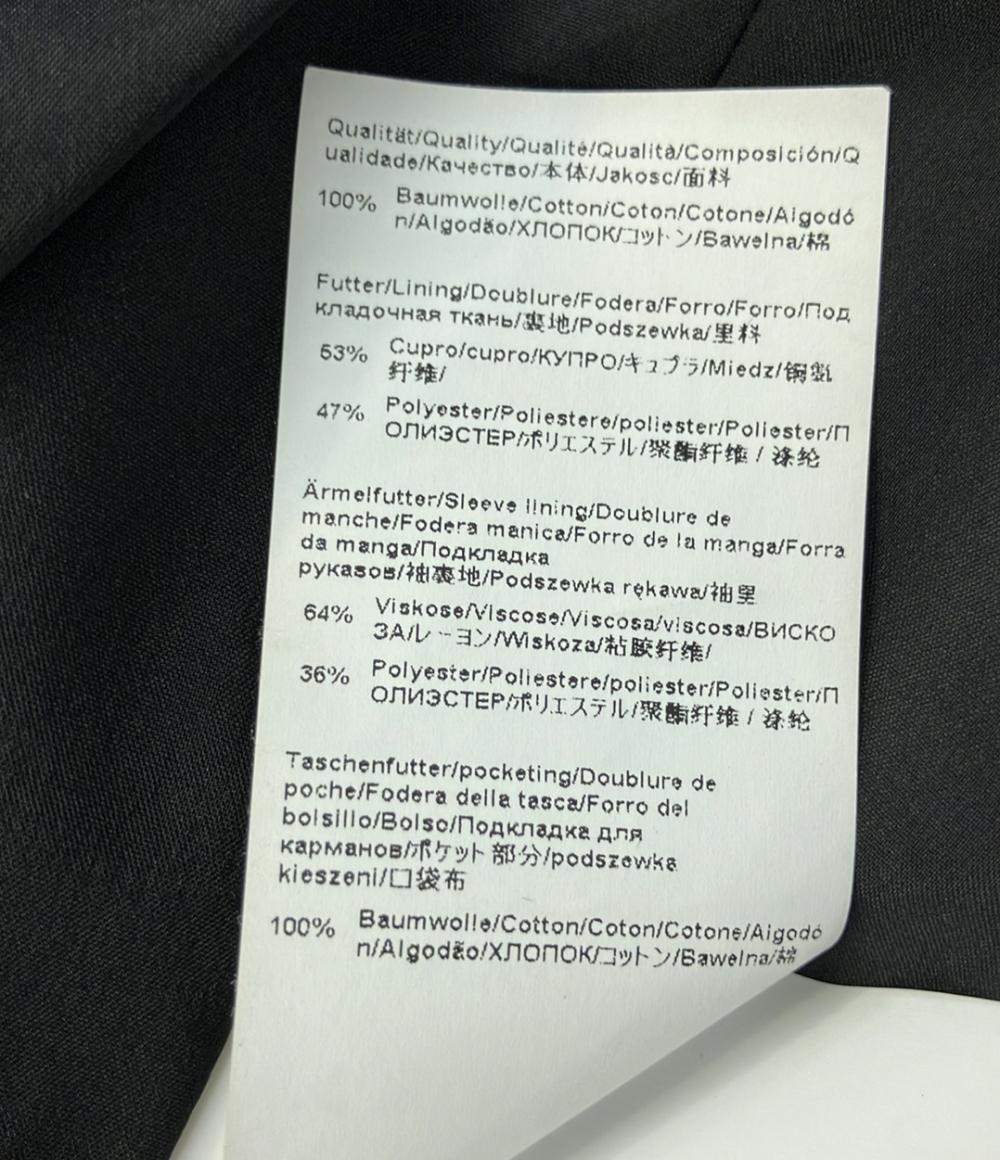 Qualität/Quality/Qualité/Qualità/Composición/Q
ualidade/Качество/本体/Jakosc/面料
100% Baumwolle/Cotton/Coton/Cotone/Algodó
n/Algodão/ХЛОПОК/コットン/Bawelna/棉
Futter/Lining/Doublure/Fodera/Forro/Forro/Под
кладочная ткань/裏地/Podszewka/里料
53% Cupro/cupro/КУПРО/キュプラ/Miedz/铜氨
纤维/
47% Polyester/Poliestere/poliester/Poliester/П
ОЛИЭСТЕР/ポリエステル/聚酯纤维 / 涤纶
Ärmelfutter/Sleeve lining/Doublure de
manche/Fodera manica/Forro de la manga/Forra
da manga/Подкладка
рукавов/袖裏地/Podszewka rękawa/袖里
64% Viskose/Viscose/Viscosa/viscosa/ВИСКО
ЗА/レーヨン/Wiskoza/粘胶纤维/
36% Polyester/Poliestere/poliester/Poliester/П
ОЛИЭСТЕР/ポリエステル/聚酯纤维 / 涤纶
Taschenfutter/pocketing/Doublure de
poche/Fodera della tasca/Forro del
bolsillo/Bolso/Подкладка для
карманов/ポケット部分/podszewka
kieszeni/口袋布
100% Baumwolle/Cotton/Coton/Cotone/Algodó
n/Algodão/ХЛОПОК/コットン/Bawelna/棉